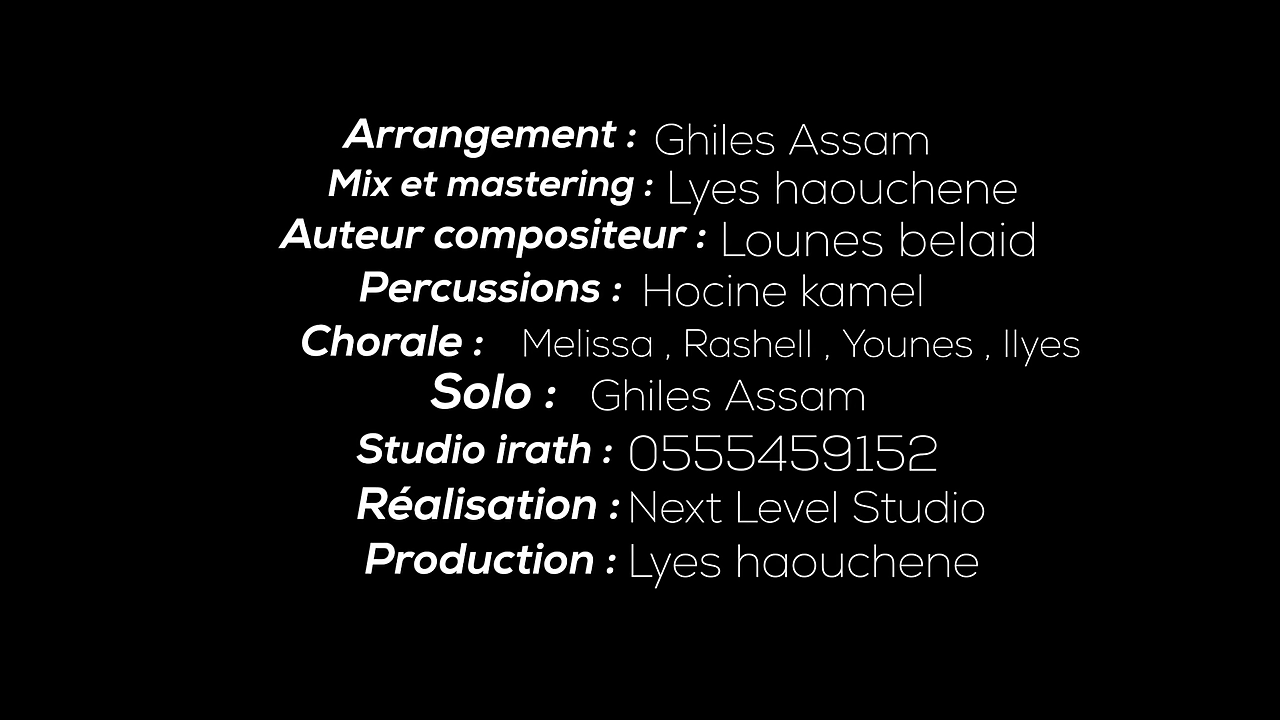 Arrangement : Ghiles Assam
Mix et mastering : Lyes haouchene
Auteur compositeur : Lounes belaid
Percussions : Hocine kamel
Chorale : Melissa , Rashell , Younes , Ilyes
Solo : Ghiles Assam
Studio irath : 0555459152
Réalisation : Next Level Studio
Production : Lyes haouchene